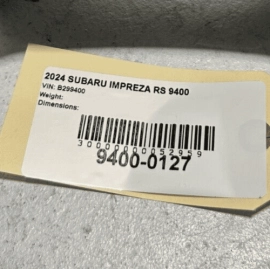 2024 SUBARU IMPREZA RS 9400
VIN: B299400
Weight:
Dimensions:
3000000052959
9400-0127